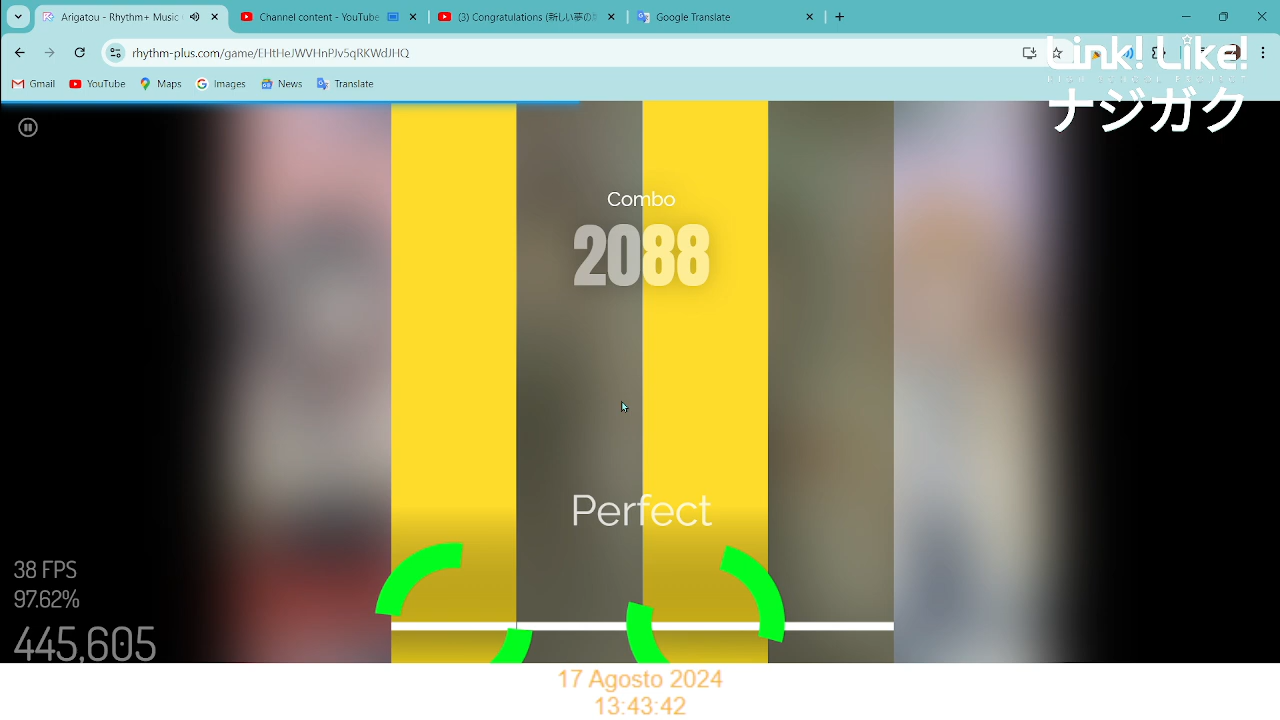 Arigatou - Rhythm+ Music
Channel content - YouTube
(3) Congratulations (新しい夢の
Google Translate
rhythm-plus.com/game/EHtHeJWVHnPJv5qRKWdJHQ
Gmail
YouTube
Maps
Images
News
Translate
Link! Like!
ナジガク
Combo
2088
Perfect
38 FPS
97.62%
445,605
17 Agosto 2024
13:43:42